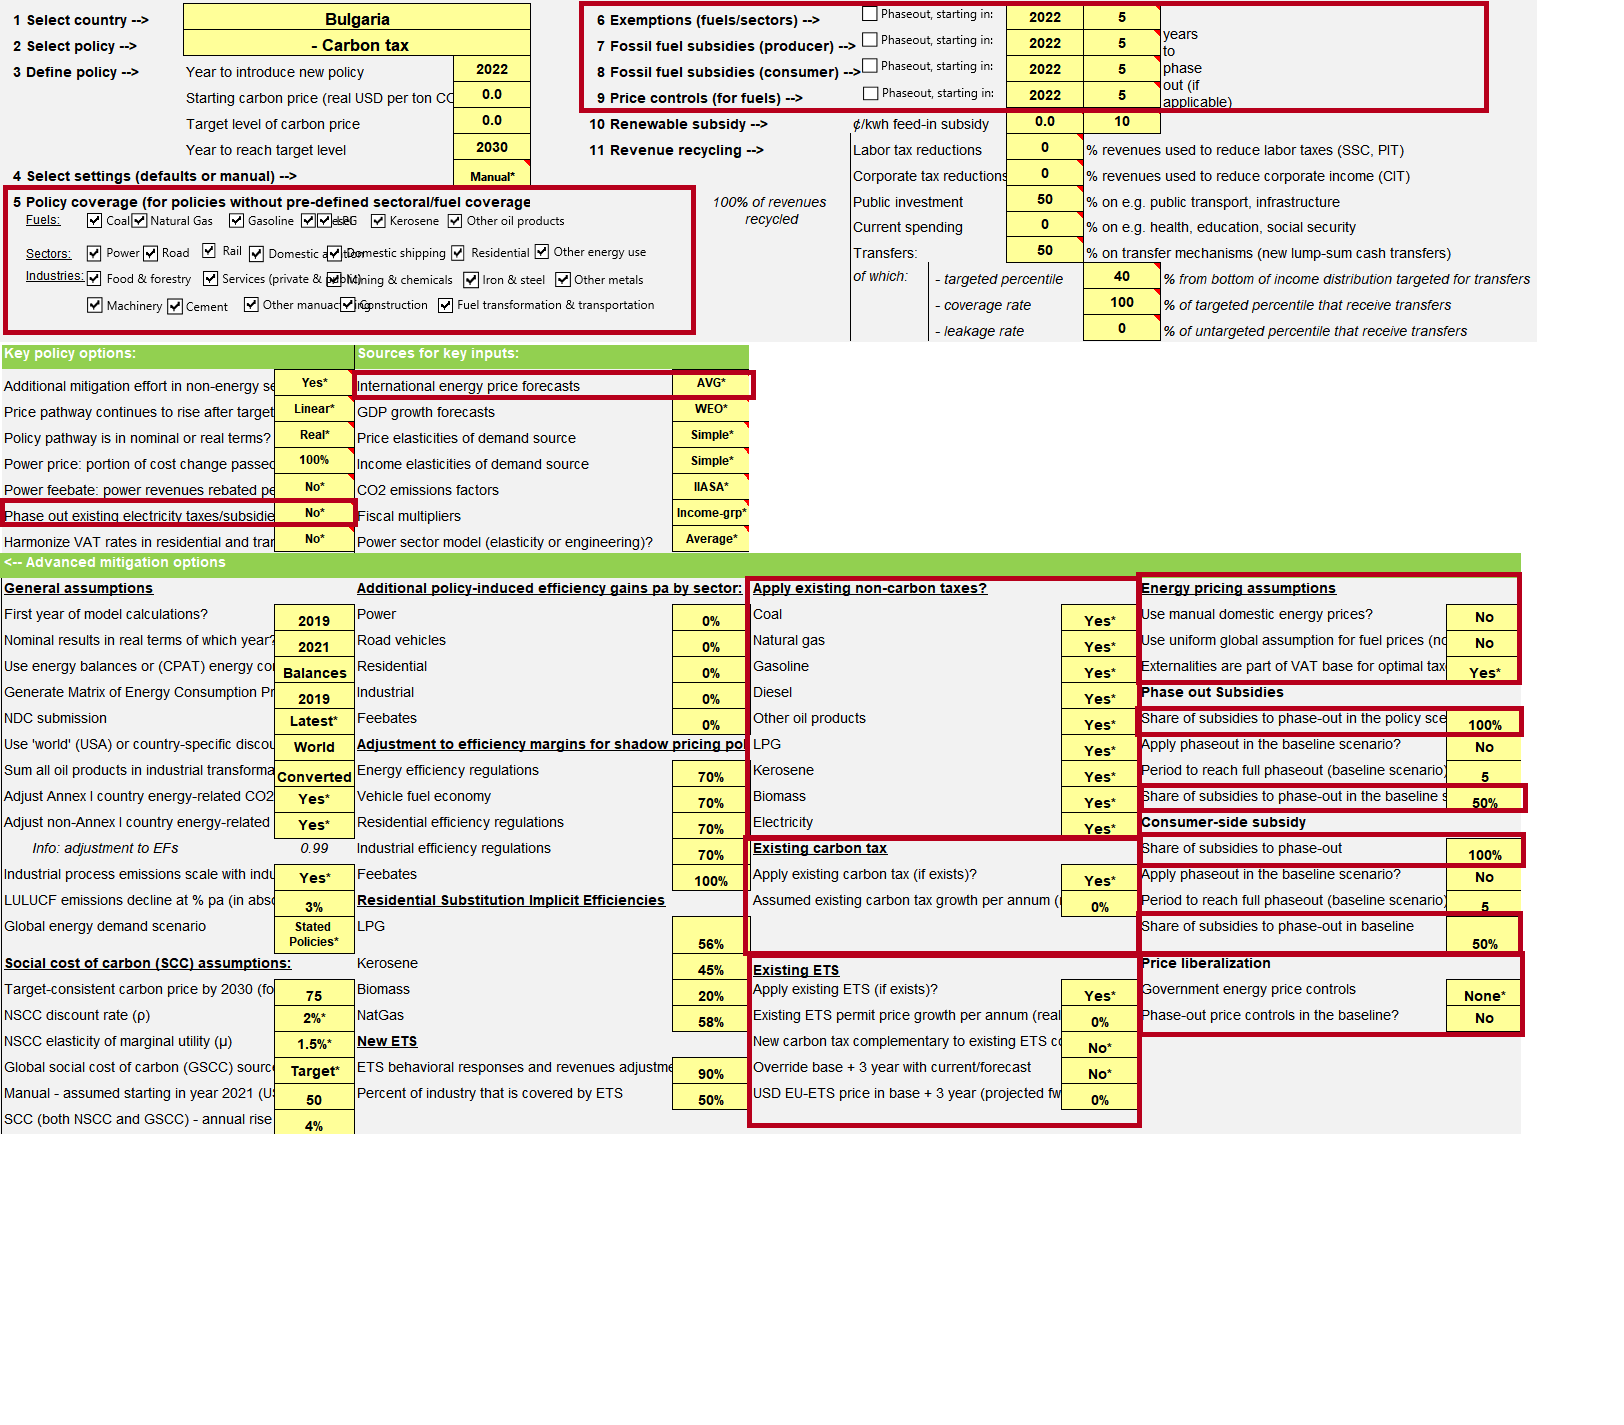 1 Select country --> Bulgaria
2 Select policy --> - Carbon tax
3 Define policy --> Year to introduce new policy 2022
Starting carbon price (real USD per ton CO 0.0
Target level of carbon price 0.0
Year to reach target level 2030
4 Select settings (defaults or manual) --> Manual*
5 Policy coverage (for policies without pre-defined sectoral/fuel coverage
Fuels: Coal Natural Gas Gasoline LPG Kerosene Other oil products
Sectors: Power Road Rail Domestic Domestic shipping Residential Other energy use
Industries: Food & forestry Services (private & Mining & chemicals Iron & steel Other metals
Machinery Cement Other Construction Fuel transformation & transportation
6 Exemptions (fuels/sectors) --> Phaseout, starting in: 2022 5
7 Fossil fuel subsidies (producer) --> Phaseout, starting in: 2022 5
8 Fossil fuel subsidies (consumer) --> Phaseout, starting in: 2022 5
9 Price controls (for fuels) --> Phaseout, starting in: 2022 5
years
to
phase
out (if
applicable)
10 Renewable subsidy --> ¢/kwh feed-in subsidy 0.0 10
11 Revenue recycling --> Labor tax reductions 0 % revenues used to reduce labor taxes (SSC, PIT)
Corporate tax reductions 0 % revenues used to reduce corporate income (CIT)
100% of revenues
recycled
Public investment 50 % on e.g. public transport, infrastructure
Current spending 0 % on e.g. health, education, social security
Transfers: 50 % on transfer mechanisms (new lump-sum cash transfers)
of which: - targeted percentile 40 % from bottom of income distribution targeted for transfers
- coverage rate 100 % of targeted percentile that receive transfers
- leakage rate 0 % of untargeted percentile that receive transfers
Key policy options:
Additional mitigation effort in non-energy se Yes*
Price pathway continues to rise after target Linear*
Policy pathway is in nominal or real terms? Real*
Power price: portion of cost change passed 100%
Power feebate: power revenues rebated pe No*
Phase out existing electricity taxes/subsidie No*
Harmonize VAT rates in residential and trar No*
Sources for key inputs:
International energy price forecasts AVG*
GDP growth forecasts WEO*
Price elasticities of demand source Simple*
Income elasticities of demand source Simple*
CO2 emissions factors IIASA*
Fiscal multipliers Income-grp*
Power sector model (elasticity or engineering)? Average*
<-- Advanced mitigation options
General assumptions
First year of model calculations? 2019
Nominal results in real terms of which year? 2021
Use energy balances or (CPAT) energy co Balances
Generate Matrix of Energy Consumption Pr 2019
NDC submission Latest*
Use 'world' (USA) or country-specific discou World
Sum all oil products in industrial transforma Converted
Adjust Annex I country energy-related CO2 Yes*
Adjust non-Annex I country energy-related Yes*
Info: adjustment to EFs 0.99
Industrial process emissions scale with indu Yes*
LULUCF emissions decline at % pa (in abso 3%
Global energy demand scenario Stated
Policies*
Social cost of carbon (SCC) assumptions:
Target-consistent carbon price by 2030 (fo 75
NSCC discount rate (ρ) 2%*
NSCC elasticity of marginal utility (μ) 1.5%*
Global social cost of carbon (GSCC) source Target*
Manual - assumed starting in year 2021 (US 50
SCC (both NSCC and GSCC) - annual rise 4%
Additional policy-induced efficiency gains pa by sector:
Power 0%
Road vehicles 0%
Residential 0%
Industrial 0%
Feebates 0%
Adjustment to efficiency margins for shadow pricing pol
Energy efficiency regulations 70%
Vehicle fuel economy 70%
Residential efficiency regulations 70%
Industrial efficiency regulations 70%
Feebates 100%
Residential Substitution Implicit Efficiencies
LPG 56%
Kerosene 45%
Biomass 20%
NatGas 58%
New ETS
ETS behavioral responses and revenues adjustme 90%
Percent of industry that is covered by ETS 50%
Apply existing non-carbon taxes?
Coal Yes*
Natural gas Yes*
Gasoline Yes*
Diesel Yes*
Other oil products Yes*
LPG Yes*
Kerosene Yes*
Biomass Yes*
Electricity Yes*
Existing carbon tax
Apply existing carbon tax (if exists)? Yes*
Assumed existing carbon tax growth per annum ( 0%
Existing ETS
Apply existing ETS (if exists)? Yes*
Existing ETS permit price growth per annum (real 0%
New carbon tax complementary to existing ETS co No*
Override base + 3 year with current/forecast No*
USD EU-ETS price in base + 3 year (projected fw 0%
Energy pricing assumptions
Use manual domestic energy prices? No
Use uniform global assumption for fuel prices (no No
Externalities are part of VAT base for optimal tax Yes*
Phase out Subsidies
Share of subsidies to phase-out in the policy sce 100%
Apply phaseout in the baseline scenario? No
Period to reach full phaseout (baseline scenario) 5
Share of subsidies to phase-out in the baseline s 50%
Consumer-side subsidy
Share of subsidies to phase-out 100%
Apply phaseout in the baseline scenario? No
Period to reach full phaseout (baseline scenario) 5
Share of subsidies to phase-out in baseline 50%
Price liberalization
Government energy price controls None*
Phase-out price controls in the baseline? No